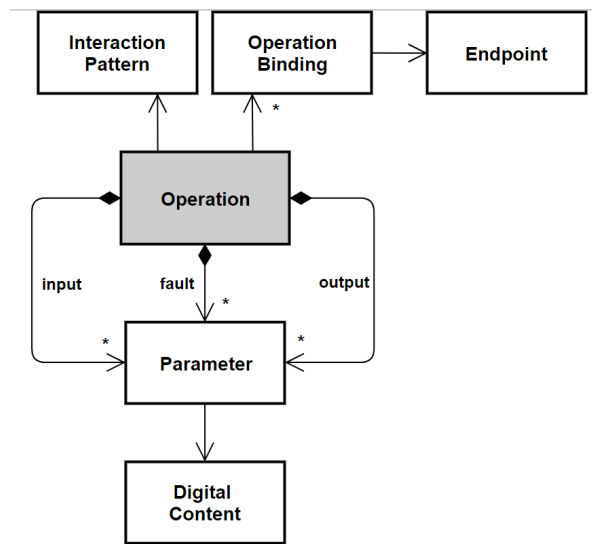 Interaction
Pattern
Operation
Binding
Endpoint
*
Operation
input
fault
output
*
*
*
Parameter
Digital
Content